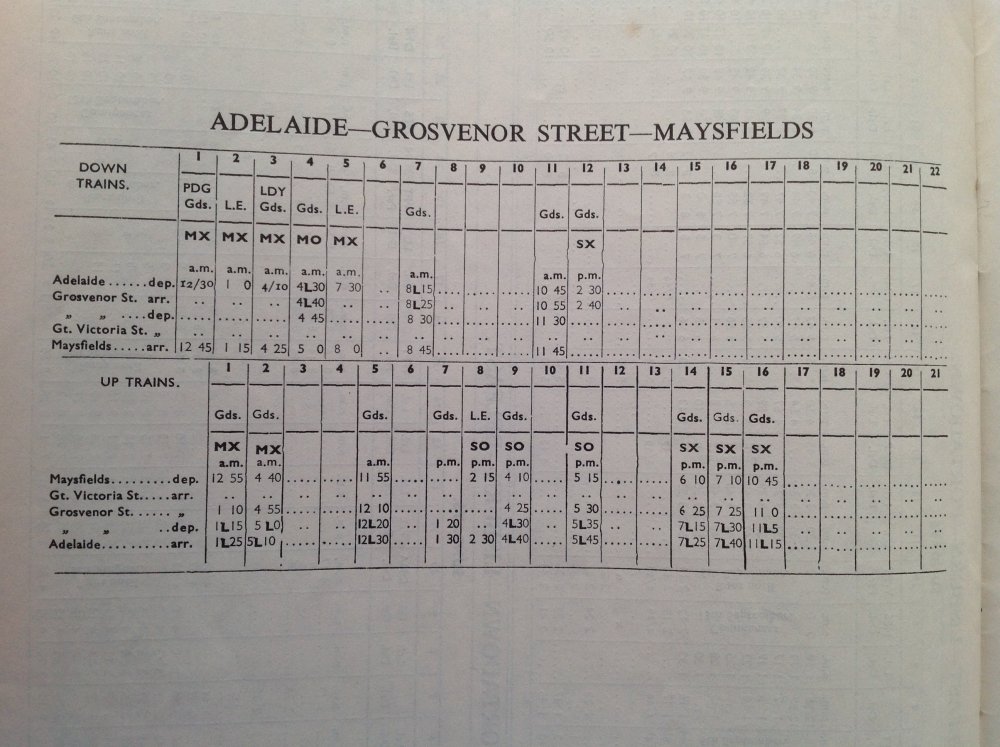 ADELAIDE—GROSVENOR STREET—MAYSFIELDS
DOWN TRAINS. 1 2 3 4 5 6 7 8 9 10 11 12 13 14 15 16 17 18 19 20 21 22
PDG LDY
Gds. L.E. Gds. Gds. L.E. Gds. Gds. Gds.
MX MX MX MO MX SX
a.m. a.m. a.m. a.m. a.m. a.m. a.m. p.m.
Adelaide ......dep. 12/30 1 0 4/10 4L30 7 30 .. 8L15 10 45 2 30
Grosvenor St. arr. .. .. .. 4L40 .. .. 8L25 10 55 2 40
„ „ ....dep. ..... ..... ..... 4 45 ..... .. 8 30 11 30
Gt. Victoria St. „ .. .. .. .. .. ..
Maysfields.....arr. 12 45 1 15 4 25 5 0 8 0 .. 8 45 11 45
UP TRAINS. 1 2 3 4 5 6 7 8 9 10 11 12 13 14 15 16 17 18 19 20 21
Gds. Gds. Gds. Gds. L.E. Gds. Gds. Gds. Gds. Gds.
MX MX SO SO SO SX SX SX
a.m. a.m. a.m. p.m. p.m. p.m. p.m. p.m. p.m. p.m.
Maysfields.........dep. 12 55 4 40 ..... ..... 11 55 ..... ..... 2 15 4 10 ..... 5 15 ..... ..... 6 10 7 10 10 45
Gt. Victoria St.....arr. .. .. .. .. .. .. .. .. .. ..
Grosvenor St....... „ 1 10 4 55 ..... ..... 12 10 ..... ..... ..... 4 25 ..... 5 30 ..... ..... 6 25 7 25 11 0
„ „ ..dep. 1L15 5 L0 .. .. 12L20 .. 1 20 .. 4L30 .. 5L35 .. .. 7L15 7L30 11L5
Adelaide..........arr. 1L25 5L10 ..... ..... 12L30 ..... 1 30 2 30 4L40 ..... 5L45 ..... ..... 7L25 7L40 11L15